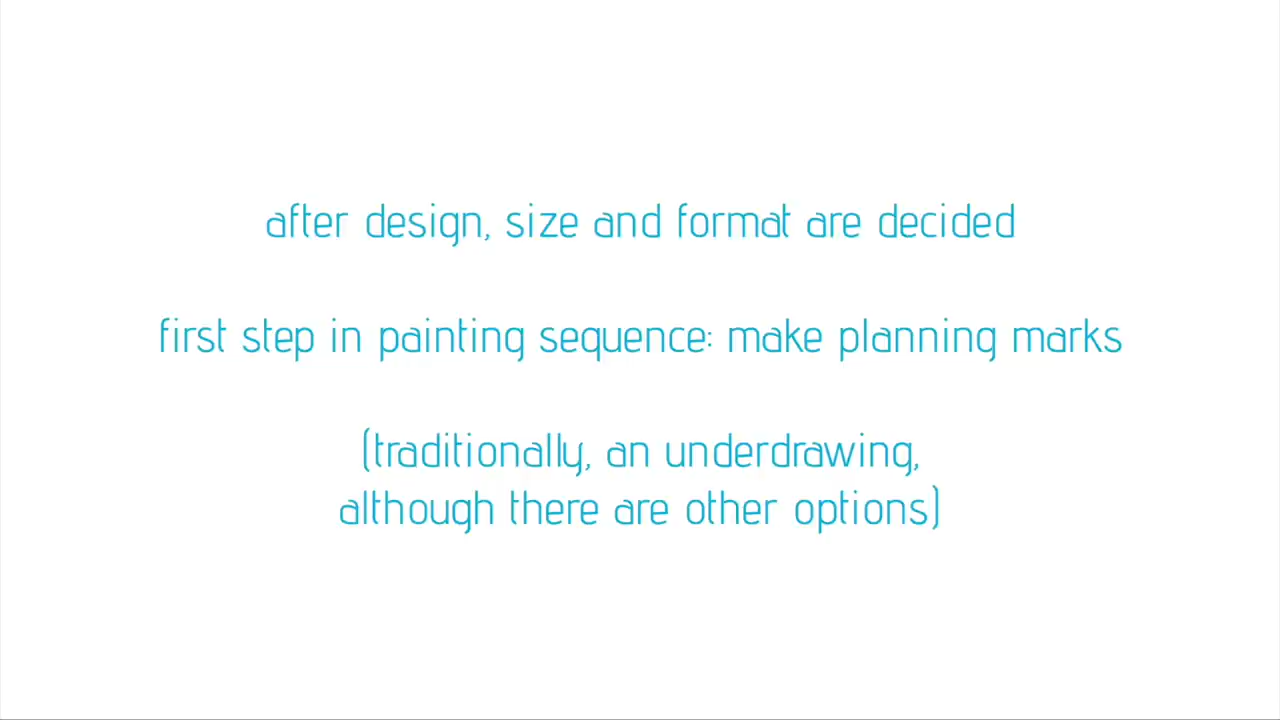 after design, size and format are decided
first step in painting sequence: make planning marks
(traditionally, an underdrawing,
although there are other options)